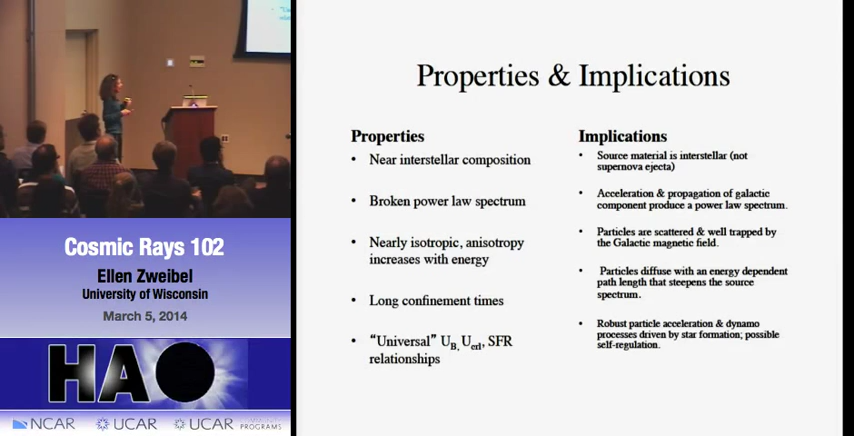 Cosmic Rays 102
Ellen Zweibel
University of Wisconsin
March 5, 2014
HAO
NCAR UCAR UCAR PROGRAMS
Properties & Implications
Properties
• Near interstellar composition
• Broken power law spectrum
• Nearly isotropic, anisotropy
increases with energy
• Long confinement times
• “Universal” U_B, U_crl, SFR
relationships
Implications
• Source material is interstellar (not
supernova ejecta)
• Acceleration & propagation of galactic
component produce a power law spectrum.
• Particles are scattered & well trapped by
the Galactic magnetic field.
• Particles diffuse with an energy dependent
path length that steepens the source
spectrum.
• Robust particle acceleration & dynamo
processes driven by star formation; possible
self-regulation.